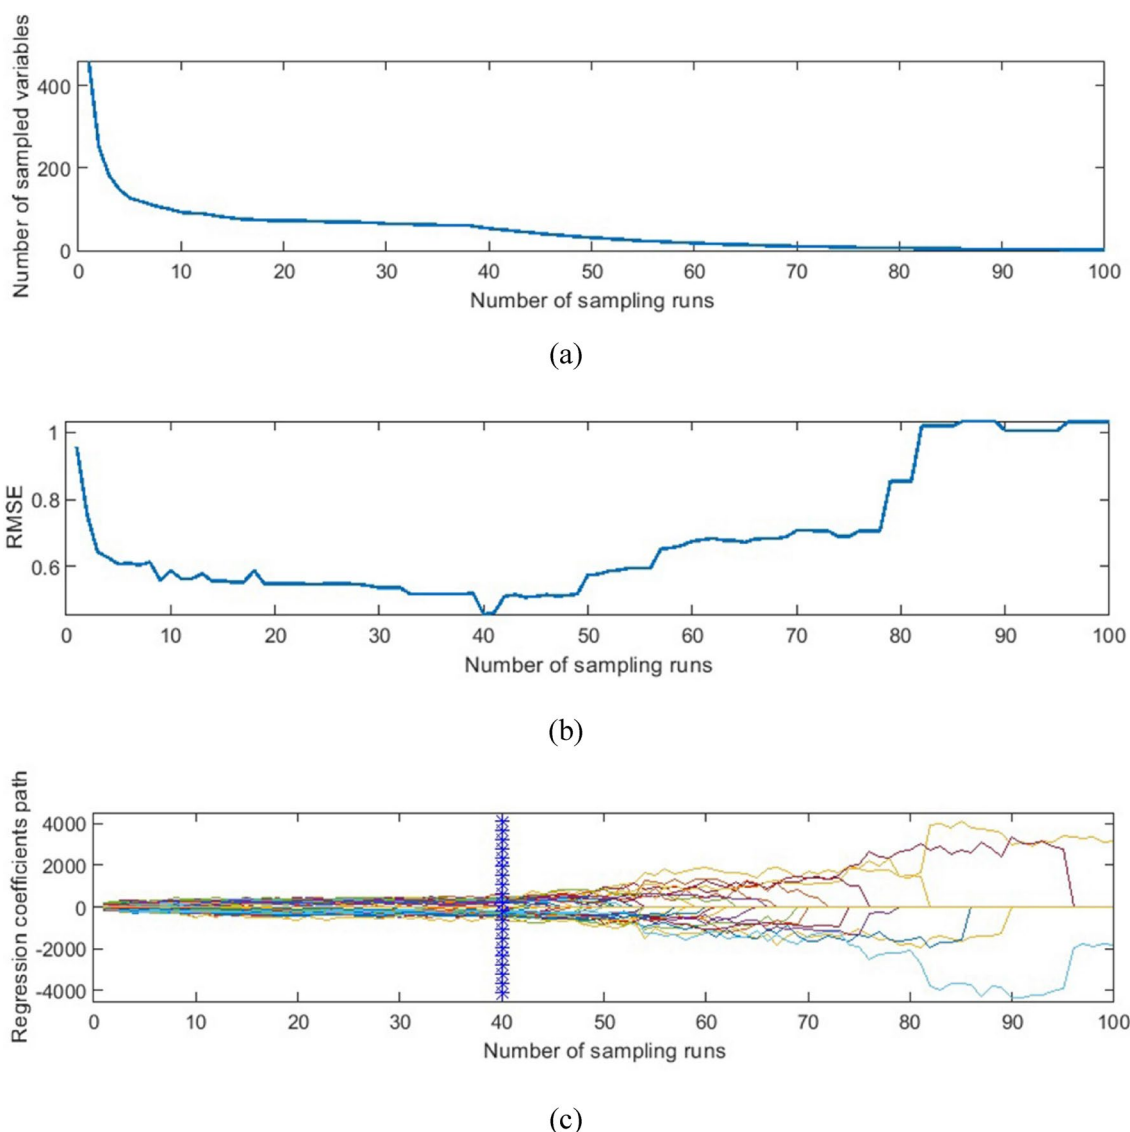 Number of sampled variables
400
200
0
0 10 20 30 40 50 60 70 80 90 100
Number of sampling runs
(a)
RMSE
1
0.8
0.6
0 10 20 30 40 50 60 70 80 90 100
Number of sampling runs
(b)
Regression coefficients path
4000
2000
0
-2000
-4000
0 10 20 30 40 50 60 70 80 90 100
Number of sampling runs
(c)